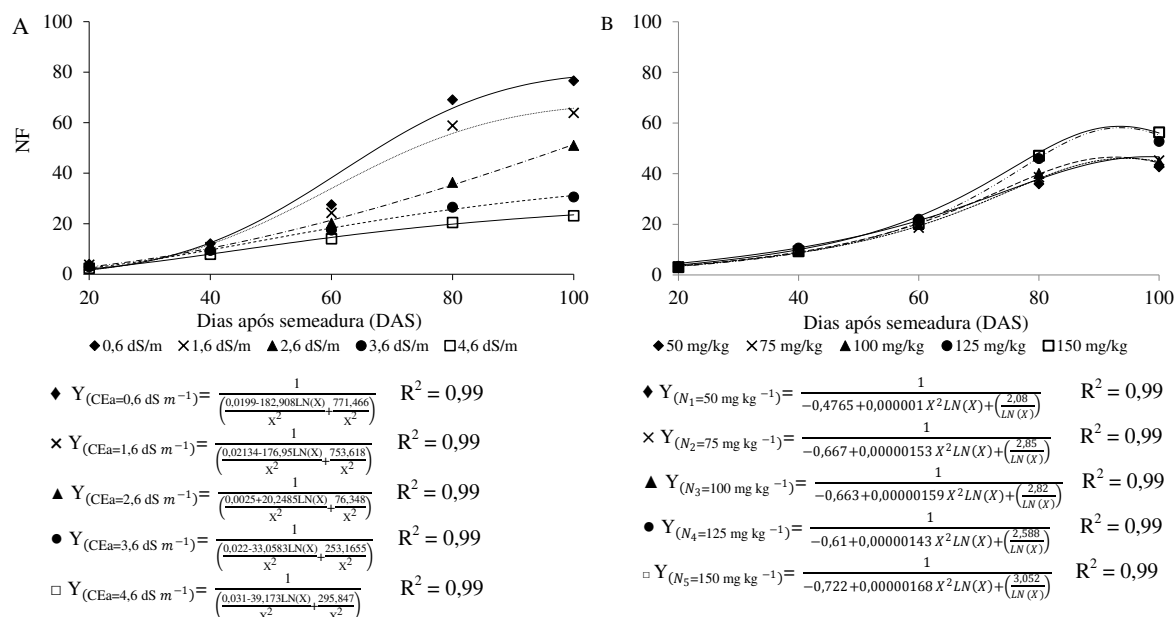 A
NF
100
80
60
40
20
0
20 40 60 80 100
Dias após semeadura (DAS)
0,6 dS/m 1,6 dS/m 2,6 dS/m 3,6 dS/m 4,6 dS/m
Y(CEa=0,6 dS m⁻¹)= 1/((0,0199-182,908LN(X))/X² + 771,466/X²) R² = 0,99
Y(CEa=1,6 dS m⁻¹)= 1/((0,02134-176,95LN(X))/X² + 753,618/X²) R² = 0,99
Y(CEa=2,6 dS m⁻¹)= 1/((0,0025+20,2485LN(X))/X² + 76,348/X²) R² = 0,99
Y(CEa=3,6 dS m⁻¹)= 1/((0,022-33,0583LN(X))/X² + 253,1655/X²) R² = 0,99
Y(CEa=4,6 dS m⁻¹)= 1/((0,031-39,173LN(X))/X² + 295,847/X²) R² = 0,99
B
100
80
60
40
20
0
20 40 60 80 100
Dias após semeadura (DAS)
50 mg/kg 75 mg/kg 100 mg/kg 125 mg/kg 150 mg/kg
Y(N₁=50 mg kg ⁻¹)= 1/(−0,4765+0,000001 X²LN(X)+(2,08/LN(X))) R² = 0,99
Y(N₂=75 mg kg ⁻¹)= 1/(−0,667+0,00000153 X²LN(X)+(2,85/LN(X))) R² = 0,99
Y(N₃=100 mg kg ⁻¹)= 1/(−0,663+0,00000159 X²LN(X)+(2,82/LN(X))) R² = 0,99
Y(N₄=125 mg kg ⁻¹)= 1/(−0,61+0,00000143 X²LN(X)+(2,588/LN(X))) R² = 0,99
Y(N₅=150 mg kg ⁻¹)= 1/(−0,722+0,00000168 X²LN(X)+(3,052/LN(X))) R² = 0,99